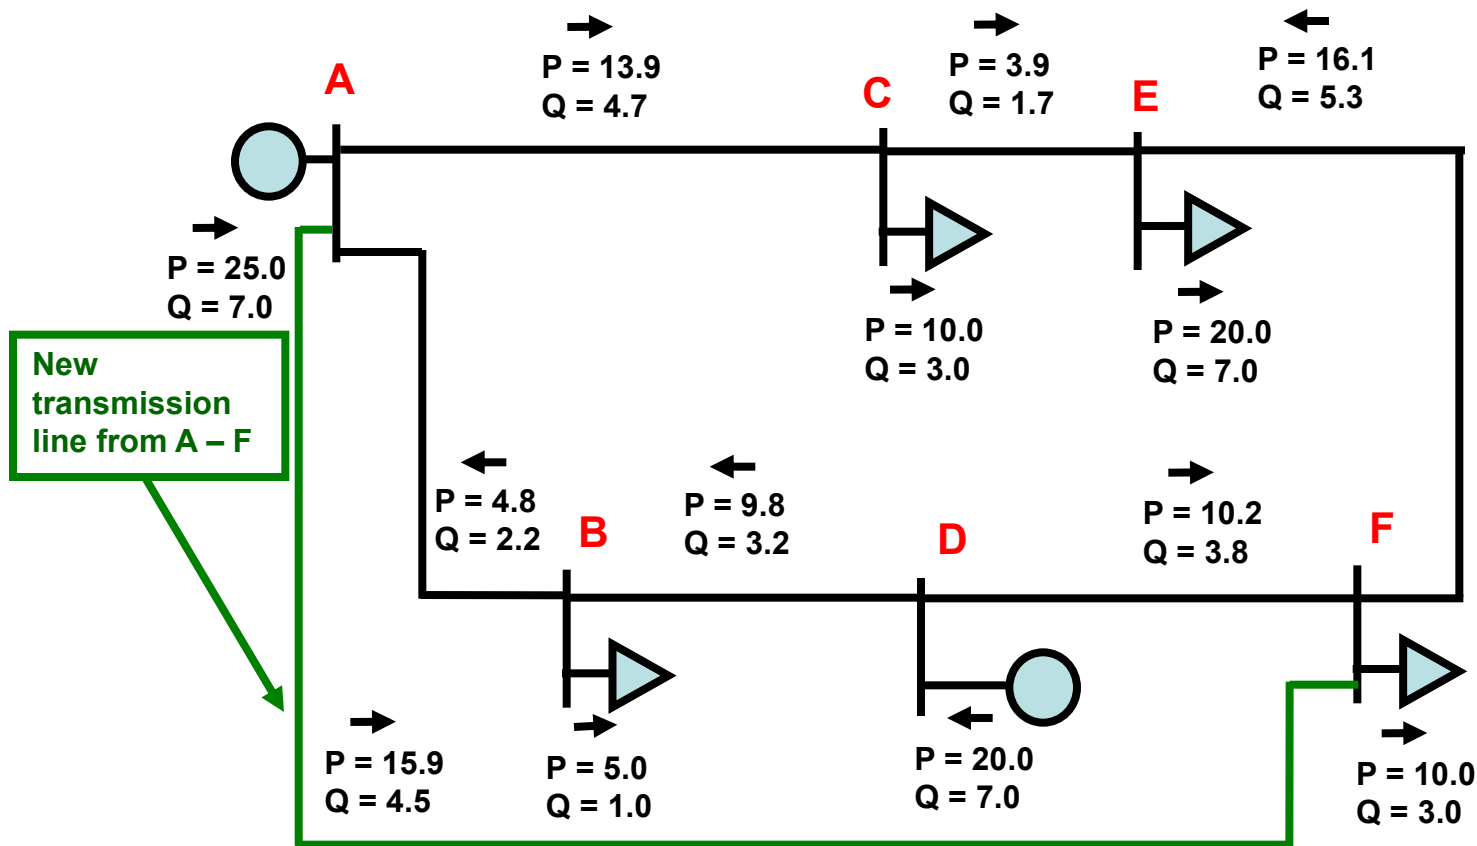 P = 13.9
Q = 4.7
P = 3.9
Q = 1.7
P = 16.1
Q = 5.3
A
C
E
P = 25.0
Q = 7.0
P = 10.0
Q = 3.0
P = 20.0
Q = 7.0
New
transmission
line from A – F
P = 4.8
Q = 2.2
B
P = 9.8
Q = 3.2
D
P = 10.2
Q = 3.8
F
P = 15.9
Q = 4.5
P = 5.0
Q = 1.0
P = 20.0
Q = 7.0
P = 10.0
Q = 3.0